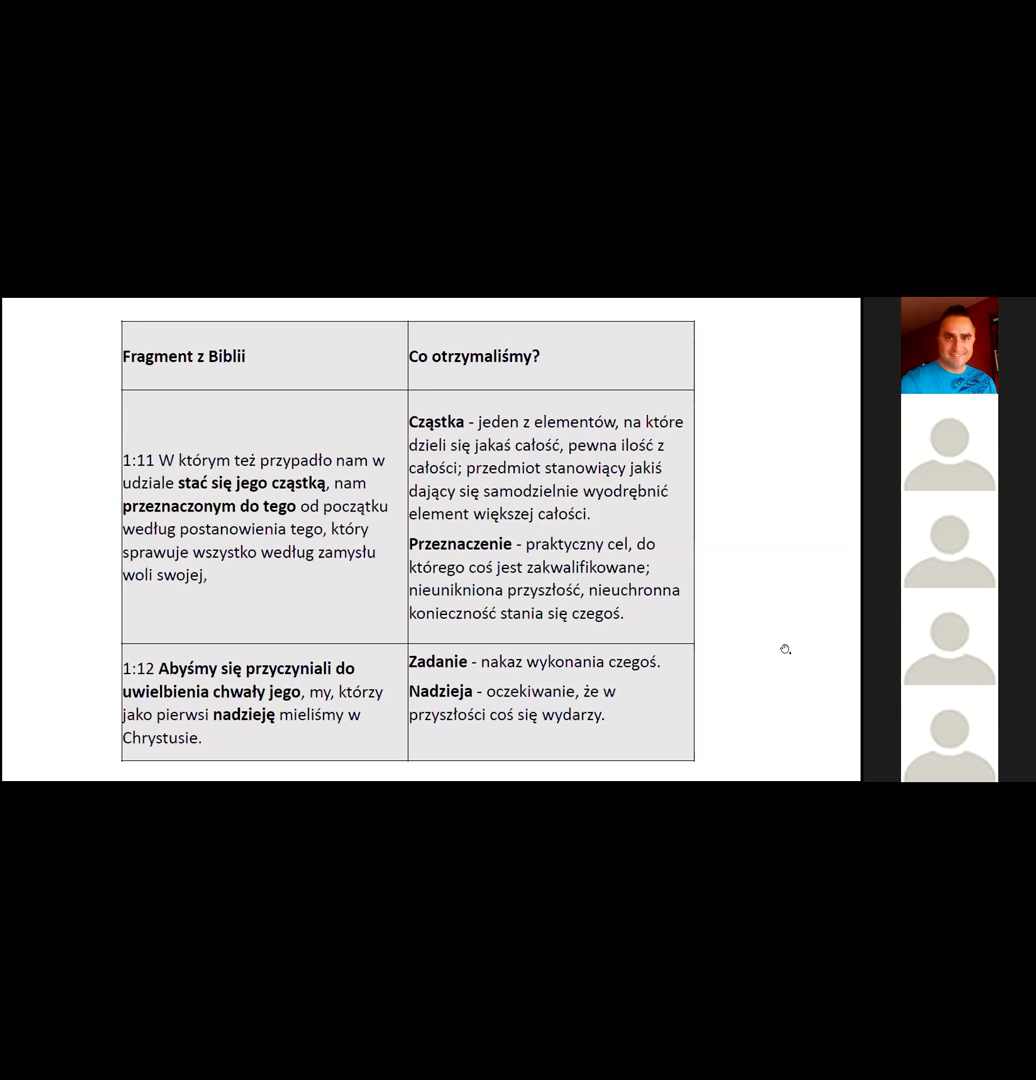 Fragment z Biblii
Co otrzymaliśmy?
1:11 W którym też przypadło nam w
udziale stać się jego cząstką, nam
przeznaczonym do tego od początku
według postanowienia tego, który
sprawuje wszystko według zamysłu
woli swojej,
Cząstka - jeden z elementów, na które
dzieli się jakaś całość, pewna ilość z
całości; przedmiot stanowiący jakiś
dający się samodzielnie wyodrębnić
element większej całości.
Przeznaczenie - praktyczny cel, do
którego coś jest zakwalifikowane;
nieunikniona przyszłość, nieuchronna
konieczność stania się czegoś.
1:12 Abyśmy się przyczyniali do
uwielbienia chwały jego, my, którzy
jako pierwsi nadzieję mieliśmy w
Chrystusie.
Zadanie - nakaz wykonania czegoś.
Nadzieja - oczekiwanie, że w
przyszłości coś się wydarzy.